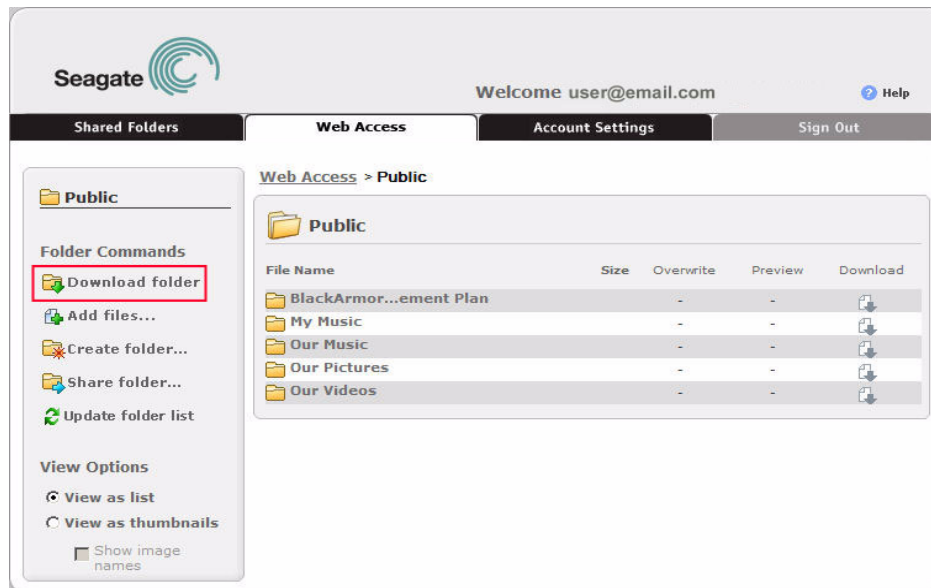 Seagate
Welcome user@email.com
Help
Shared Folders
Web Access
Account Settings
Sign Out
Public
Folder Commands
Download folder
Add files...
Create folder...
Share folder...
Update folder list
View Options
View as list
View as thumbnails
Show image
names
Web Access > Public
Public
File Name Size Overwrite Preview Download
BlackArmor...ement Plan - -
My Music - -
Our Music - -
Our Pictures - -
Our Videos - -